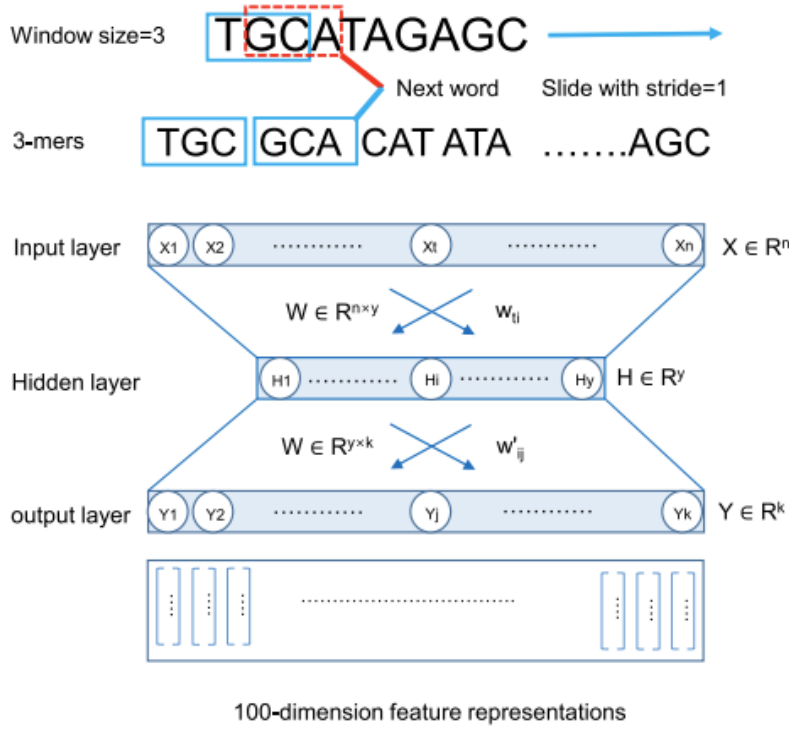 Window size=3 TGCATAGAGC
Next word Slide with stride=1
3-mers TGC GCA CAT ATA .......AGC
Input layer X1 X2 ............ Xt ............ Xn X ∈ Rⁿ
W ∈ Rⁿˣʸ wₜᵢ
Hidden layer H1 ............ Hi ............ Hy H ∈ Rʸ
W ∈ Rʸˣᵏ w'ᵢⱼ
output layer Y1 Y2 ............ Yj ............ Yk Y ∈ Rᵏ
100-dimension feature representations